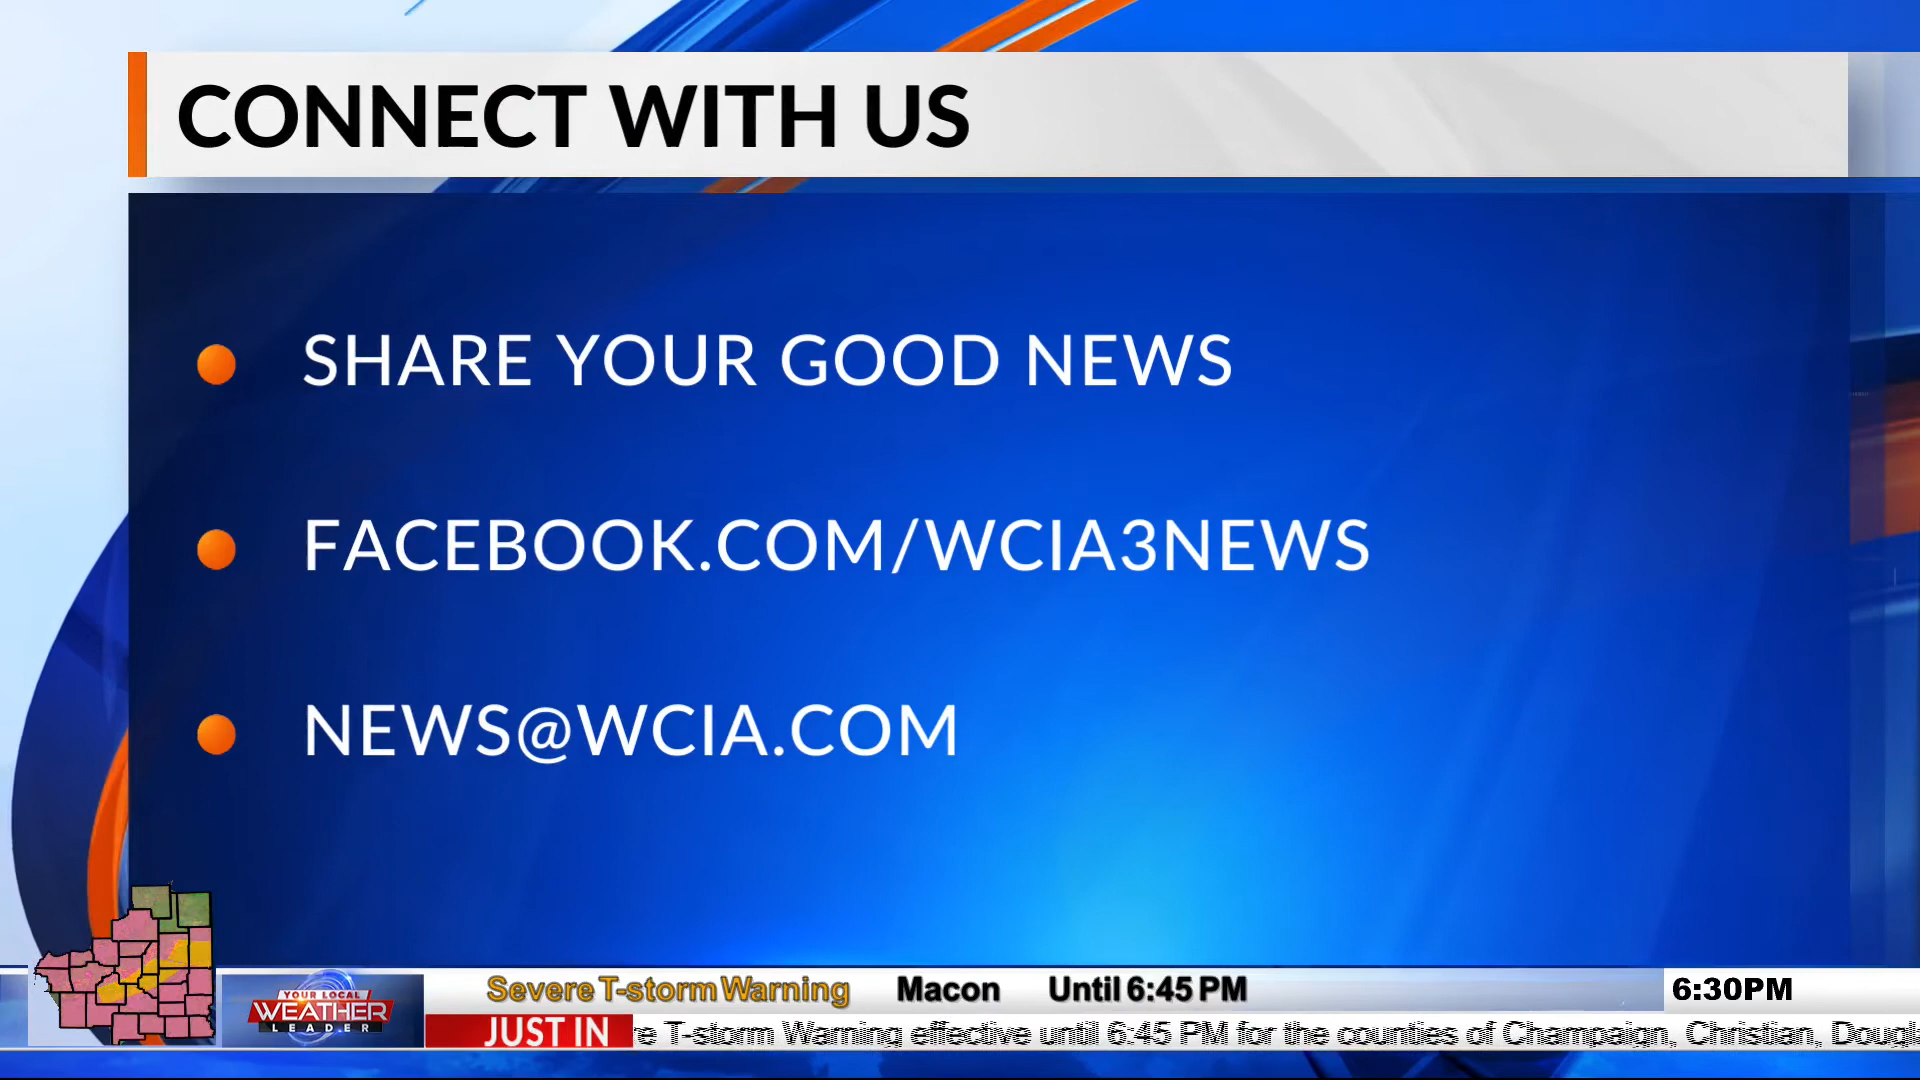 CONNECT WITH US
SHARE YOUR GOOD NEWS
FACEBOOK.COM/WCIA3NEWS
NEWS@WCIA.COM
YOUR LOCAL
WEATHER
LEADER
Severe T-storm Warning Macon Until 6:45 PM
6:30PM
JUST IN
re T-storm Warning effective until 6:45 PM for the counties of Champaign, Christian, Dougla